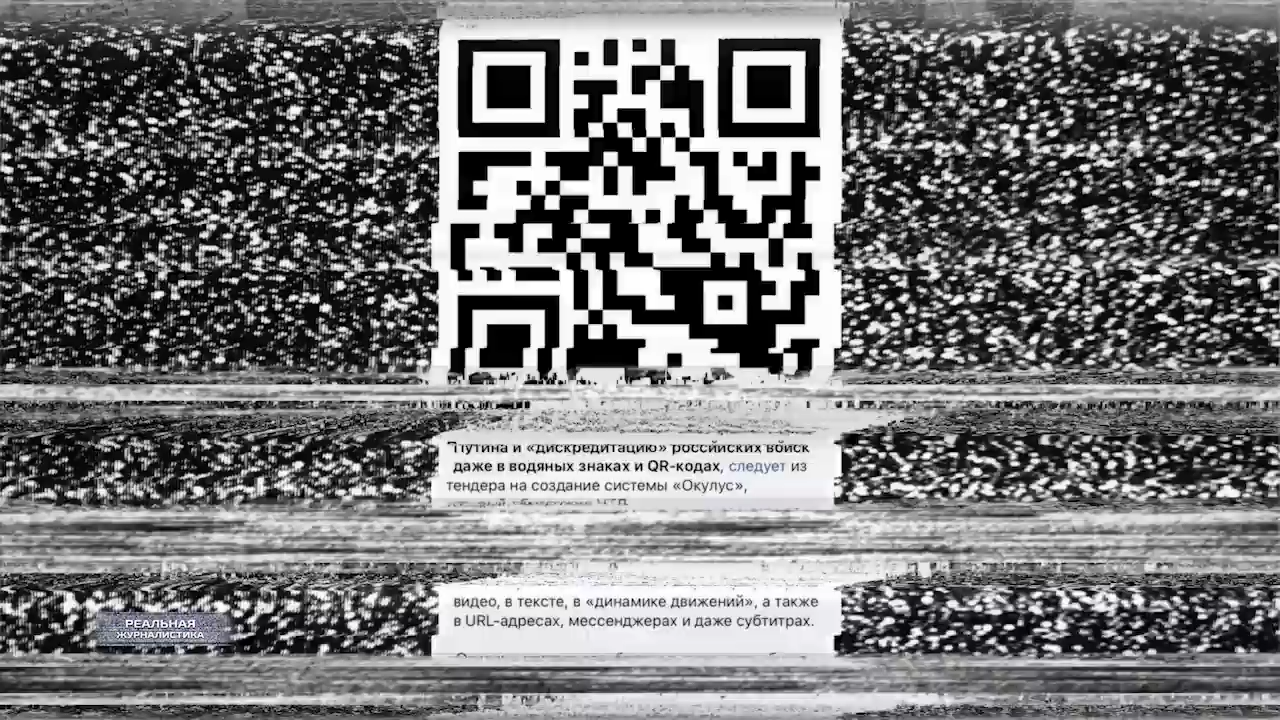 Путина и «дискредитацию» российских войск
даже в водяных знаках и QR-кодах, следует из
тендера на создание системы «Окулус»,
видео, в тексте, в «динамике движений», а также
в URL-адресах, мессенджерах и даже субтитрах.
РЕАЛЬНАЯ
ЖУРНАЛИСТИКА